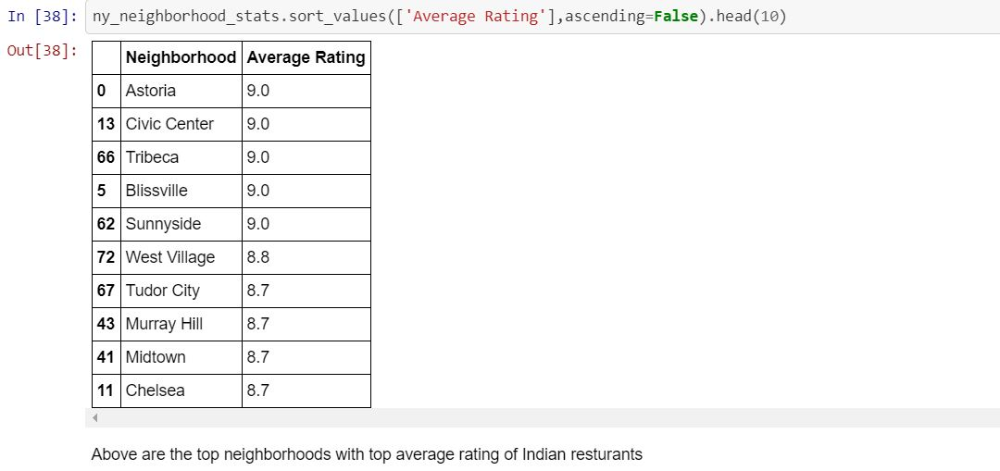 In [38]: ny_neighborhood_stats.sort_values(['Average Rating'],ascending=False).head(10)
Out[38]:
Neighborhood Average Rating
0 Astoria 9.0
13 Civic Center 9.0
66 Tribeca 9.0
5 Blissville 9.0
62 Sunnyside 9.0
72 West Village 8.8
67 Tudor City 8.7
43 Murray Hill 8.7
41 Midtown 8.7
11 Chelsea 8.7
Above are the top neighborhoods with top average rating of Indian resturants